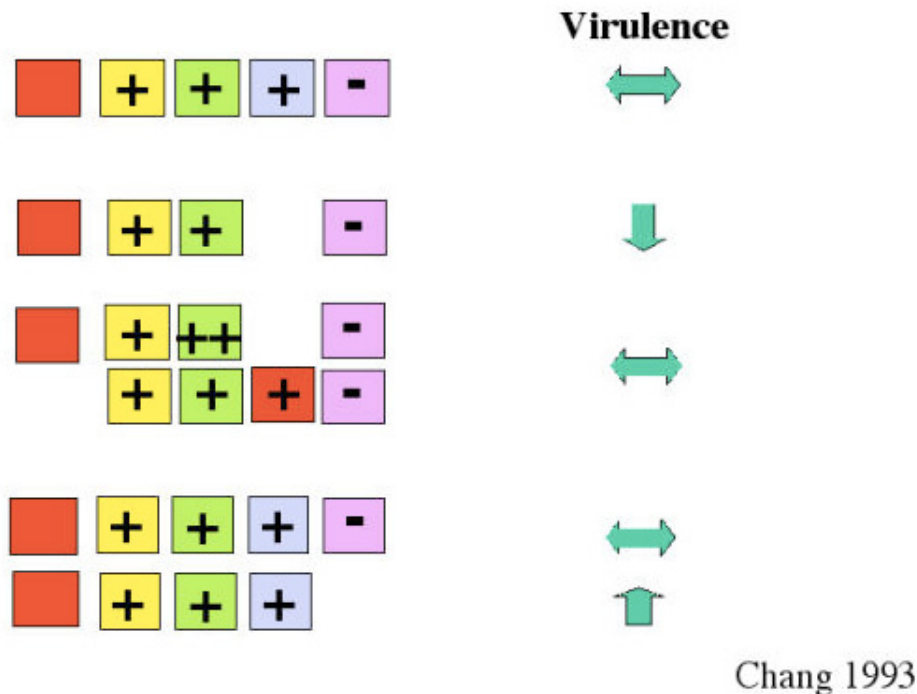 Virulence
+ + + -
+ + -
+ ++ -
+ + + -
+ + + -
+ + +
Chang 1993